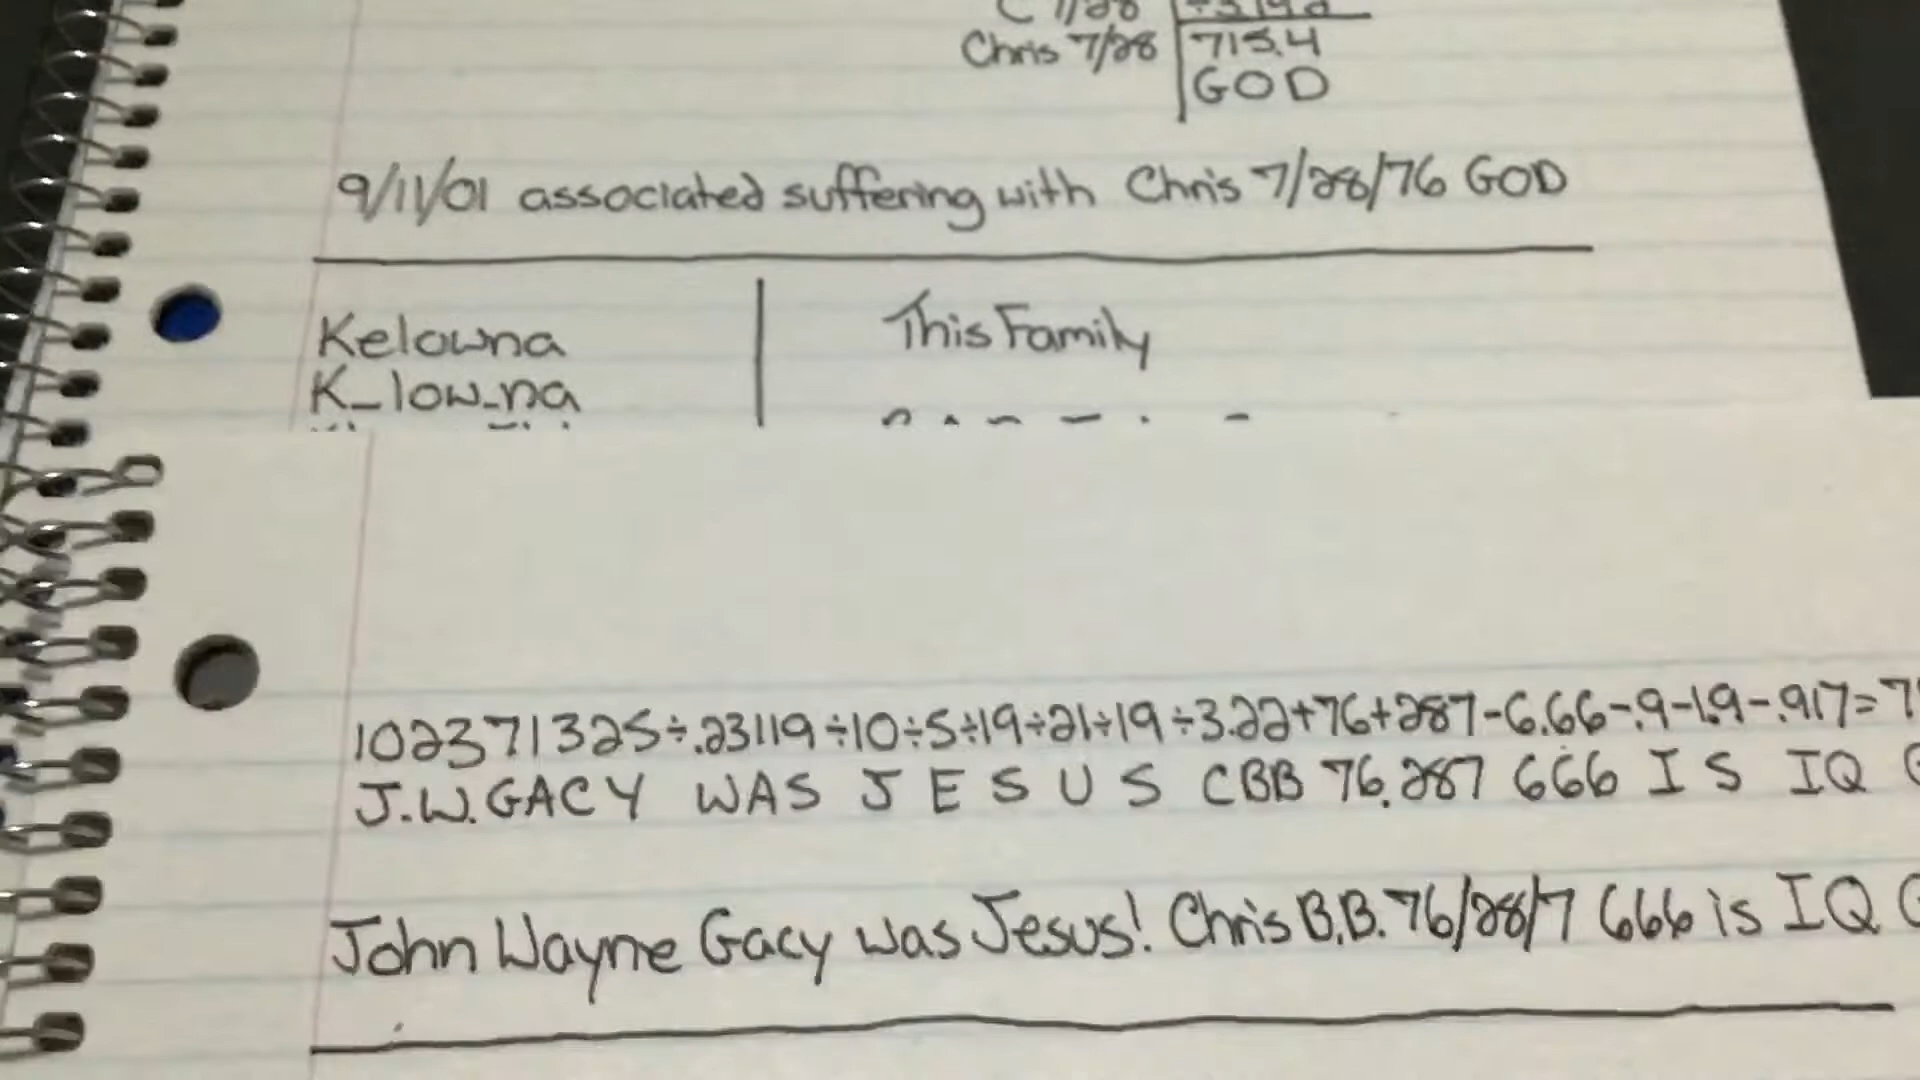 Chris 7/28 | 715.4
GOD
9/11/01 associated suffering with Chris 7/28/76 GOD
Kelowna | This Family
K_low_na
102371325÷.23119÷10÷5÷19÷21÷19÷3.22+76+287-6.66-.9-1.9-.917=7
J.W.GACY WAS J E S U S CBB 76.287 666 I S IQ
John Wayne Gacy was Jesus! Chris B.B. 76/28/7 666 is IQ